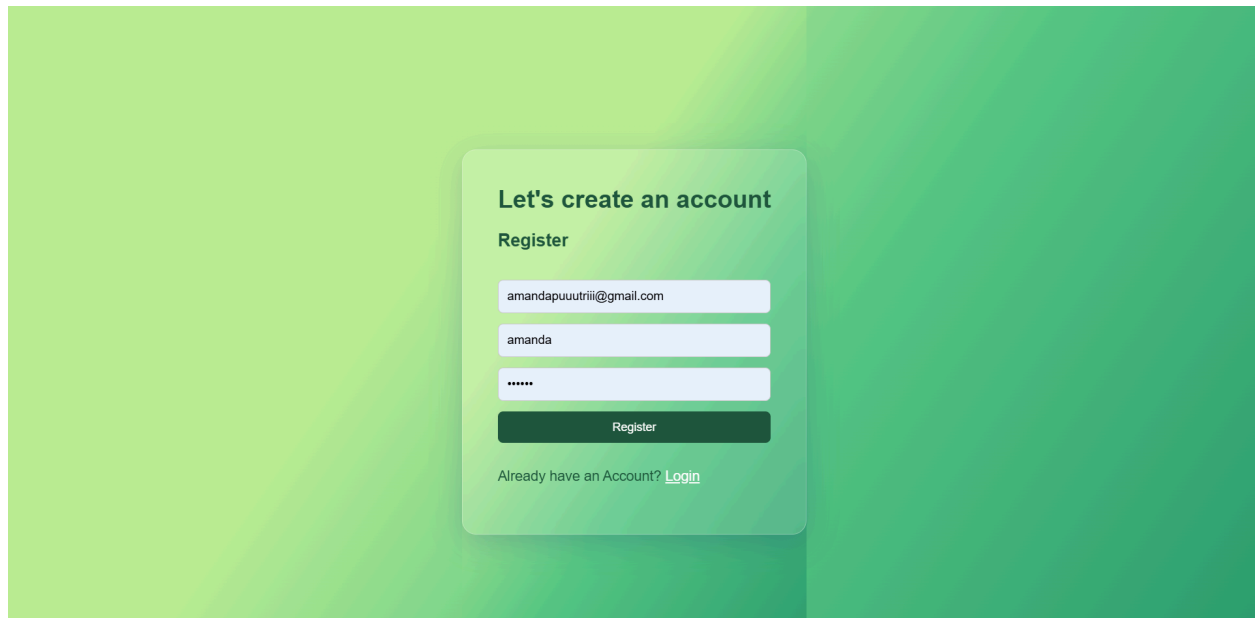 Let's create an account
Register
amandapuuutriii@gmail.com
amanda
••••••
Register
Already have an Account? Login